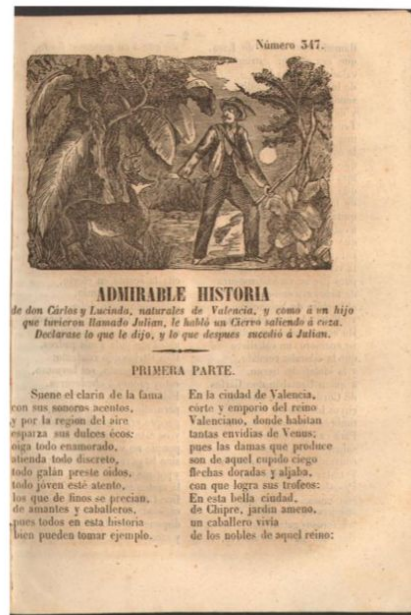 Número 347.
ADMIRABLE HISTORIA
de don Cárlos y Lucinda, naturales de Valencia, y como á un hijo
que tuvieron llamado Julian, le habló un Ciervo saliendo á caza.
Declarase lo que le dijo, y lo que despues sucedió á Julian.
PRIMERA PARTE.
Suene el clarin de la fama
con sus sonoros acentos,
y por la region del aire
esparza sus dulces écos:
oiga todo enamorado,
atienda todo discreto,
todo galán preste oidos,
todo jóven esté atento,
los que de finos se precian,
de amantes y caballeros,
pues todos en esta historia
bien pueden tomar ejemplo.
En la ciudad de Valencia,
córte y emporio del reino
Valenciano, donde habitan
tantas envidias de Venus;
pues las damas que produce
son de aquel cupido ciego
flechas doradas y aljaba,
con que logra sus trofeos:
En esta bella ciudad,
de Chipre, jardin ameno,
un caballero vivia
de los nobles de aquel reino;